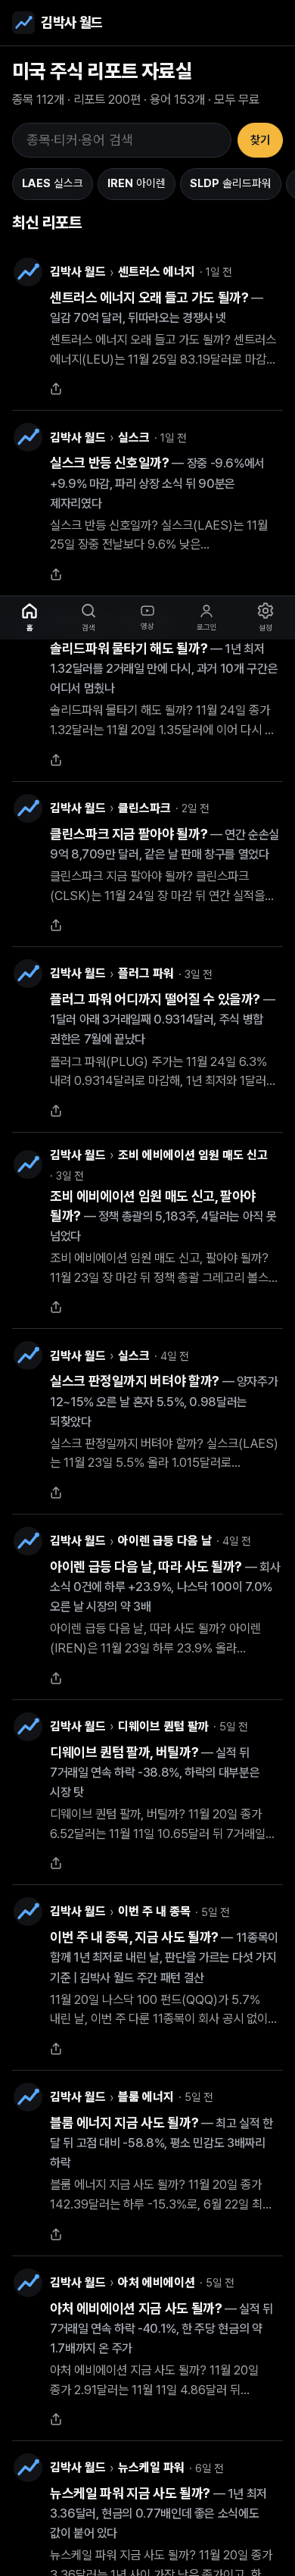 김박사 월드
미국 주식 리포트 자료실
종목 112개 · 리포트 200편 · 용어 153개 · 모두 무료
종목·티커·용어 검색
찾기
LAES 실스크
IREN 아이렌
SLDP 솔리드파워
최신 리포트
김박사 월드 › 센트러스 에너지 · 1일 전
센트러스 에너지 오래 들고 가도 될까? —
일감 70억 달러, 뒤따라오는 경쟁사 넷
센트러스 에너지 오래 들고 가도 될까? 센트러스
에너지(LEU)는 11월 25일 83.19달러로 마감…
김박사 월드 › 실스크 · 1일 전
실스크 반등 신호일까? — 장중 -9.6%에서
+9.9% 마감, 파리 상장 소식 뒤 90분은
제자리였다
실스크 반등 신호일까? 실스크(LAES)는 11월
25일 장중 전날보다 9.6% 낮은…
홈
검색
영상
로그인
설정
솔리드파워 물타기 해도 될까? — 1년 최저
1.32달러를 2거래일 만에 다시, 과거 10개 구간은
어디서 멈췄나
솔리드파워 물타기 해도 될까? 11월 24일 종가
1.32달러는 11월 20일 1.35달러에 이어 다시 …
김박사 월드 › 클린스파크 · 2일 전
클린스파크 지금 팔아야 될까? — 연간 순손실
9억 8,709만 달러, 같은 날 판매 창구를 열었다
클린스파크 지금 팔아야 될까? 클린스파크
(CLSK)는 11월 24일 장 마감 뒤 연간 실적을…
김박사 월드 › 플러그 파워 · 3일 전
플러그 파워 어디까지 떨어질 수 있을까? —
1달러 아래 3거래일째 0.9314달러, 주식 병합
권한은 7월에 끝났다
플러그 파워(PLUG) 주가는 11월 24일 6.3%
내려 0.9314달러로 마감해, 1년 최저와 1달러…
김박사 월드 › 조비 에비에이션 임원 매도 신고
· 3일 전
조비 에비에이션 임원 매도 신고, 팔아야
될까? — 정책 총괄의 5,183주, 4달러는 아직 못
넘었다
조비 에비에이션 임원 매도 신고, 팔아야 될까?
11월 23일 장 마감 뒤 정책 총괄 그레고리 볼스…
김박사 월드 › 실스크 · 4일 전
실스크 판정일까지 버텨야 할까? — 양자주가
12~15% 오른 날 혼자 5.5%, 0.98달러는
되찾았다
실스크 판정일까지 버텨야 할까? 실스크(LAES)
는 11월 23일 5.5% 올라 1.015달러로…
김박사 월드 › 아이렌 급등 다음 날 · 4일 전
아이렌 급등 다음 날, 따라 사도 될까? — 회사
소식 0건에 하루 +23.9%, 나스닥 100이 7.0%
오른 날 시장의 약 3배
아이렌 급등 다음 날, 따라 사도 될까? 아이렌
(IREN)은 11월 23일 하루 23.9% 올라…
김박사 월드 › 디웨이브 퀀텀 팔까 · 5일 전
디웨이브 퀀텀 팔까, 버틸까? — 실적 뒤
7거래일 연속 하락 -38.8%, 하락의 대부분은
시장 탓
디웨이브 퀀텀 팔까, 버틸까? 11월 20일 종가
6.52달러는 11월 11일 10.65달러 뒤 7거래일…
김박사 월드 › 이번 주 내 종목 · 5일 전
이번 주 내 종목, 지금 사도 될까? — 11종목이
함께 1년 최저로 내린 날, 판단을 가르는 다섯 가지
기준 | 김박사 월드 주간 패턴 결산
11월 20일 나스닥 100 펀드(QQQ)가 5.7%
내린 날, 이번 주 다룬 11종목이 회사 공시 없이…
김박사 월드 › 블룸 에너지 · 5일 전
블룸 에너지 지금 사도 될까? — 최고 실적 한
달 뒤 고점 대비 -58.8%, 평소 민감도 3배짜리
하락
블룸 에너지 지금 사도 될까? 11월 20일 종가
142.39달러는 하루 -15.3%로, 6월 22일 최…
김박사 월드 › 아처 에비에이션 · 5일 전
아처 에비에이션 지금 사도 될까? — 실적 뒤
7거래일 연속 하락 -40.1%, 한 주당 현금의 약
1.7배까지 온 주가
아처 에비에이션 지금 사도 될까? 11월 20일
종가 2.91달러는 11월 11일 4.86달러 뒤…
김박사 월드 › 뉴스케일 파워 · 6일 전
뉴스케일 파워 지금 사도 될까? — 1년 최저
3.36달러, 현금의 0.77배인데 좋은 소식에도
값이 붙어 있다
뉴스케일 파워 지금 사도 될까? 11월 20일 종가
3.36달러는 1년 사이 가장 낮은 종가이고, 한